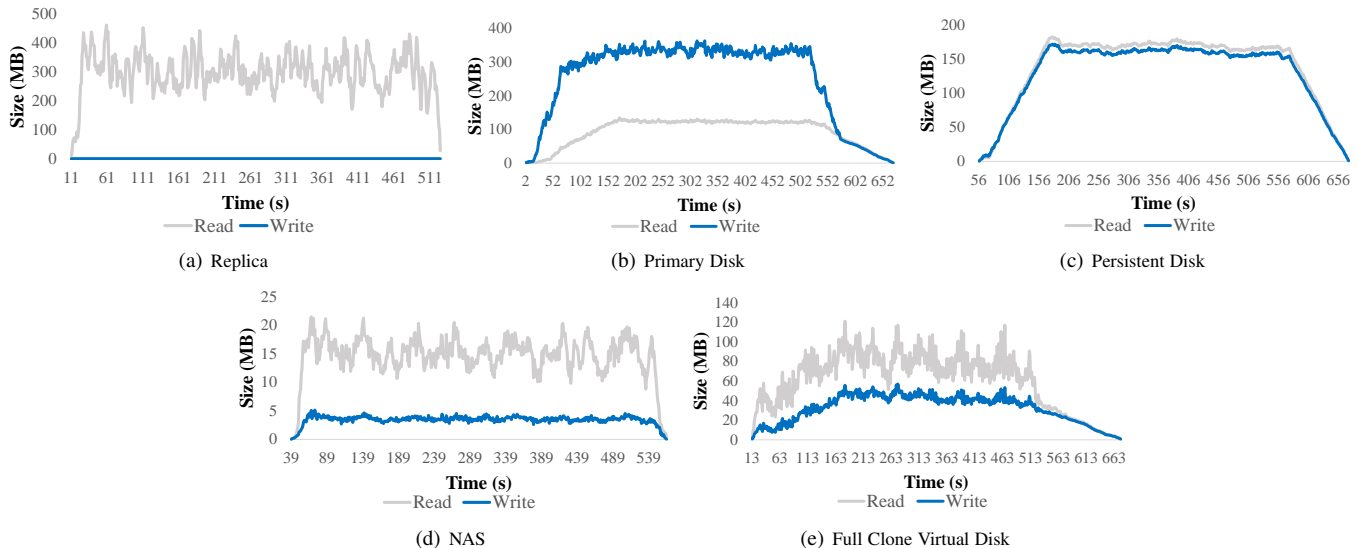 500
400
300
200
100
0
Size (MB)
11 61 111 161 211 261 311 361 411 461 511
Time (s)
Read Write
(a) Replica
400
300
200
100
0
Size (MB)
2 52 102 152 202 252 302 352 402 452 502 552 602 652
Time (s)
Read Write
(b) Primary Disk
200
150
100
50
0
Size (MB)
56 106 156 206 256 306 356 406 456 506 556 606 656
Time (s)
Read Write
(c) Persistent Disk
25
20
15
10
5
0
Size (MB)
39 89 139 189 239 289 339 389 439 489 539
Time (s)
Read Write
(d) NAS
140
120
100
80
60
40
20
0
Size (MB)
13 63 113 163 213 263 313 363 413 463 513 563 613 663
Time (s)
Read Write
(e) Full Clone Virtual Disk